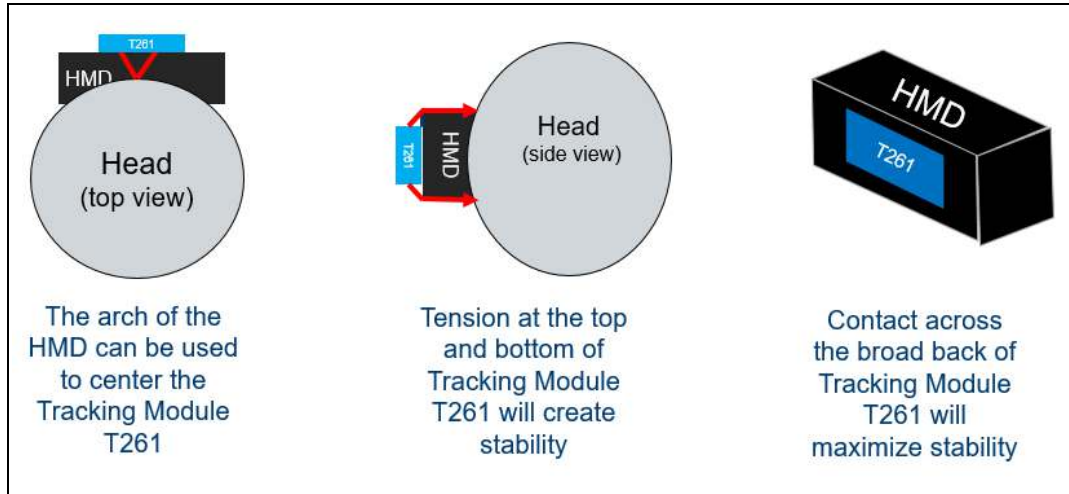 T261
HMD
Head
(top view)
The arch of the
HMD can be used
to center the
Tracking Module
T261
T261
HMD
Head
(side view)
Tension at the top
and bottom of
Tracking Module
T261 will create
stability
HMD
T261
Contact across
the broad back of
Tracking Module
T261 will
maximize stability